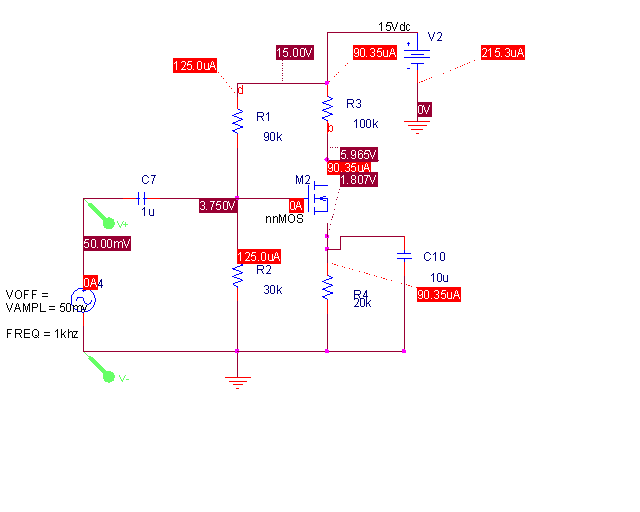 15Vdc
V2
15.00V
90.35uA
215.3uA
125.0uA
d
R1
90k
R3
100k
b
0V
5.965V
90.35uA
1.807V
C7
1u
M2
3.750V
0A
nnMOS
V+
50.00mV
125.0uA
R2
30k
C10
10u
90.35uA
R4
20k
0A
4
VOFF =
VAMPL = 50mv
FREQ = 1khz
V-
+
-